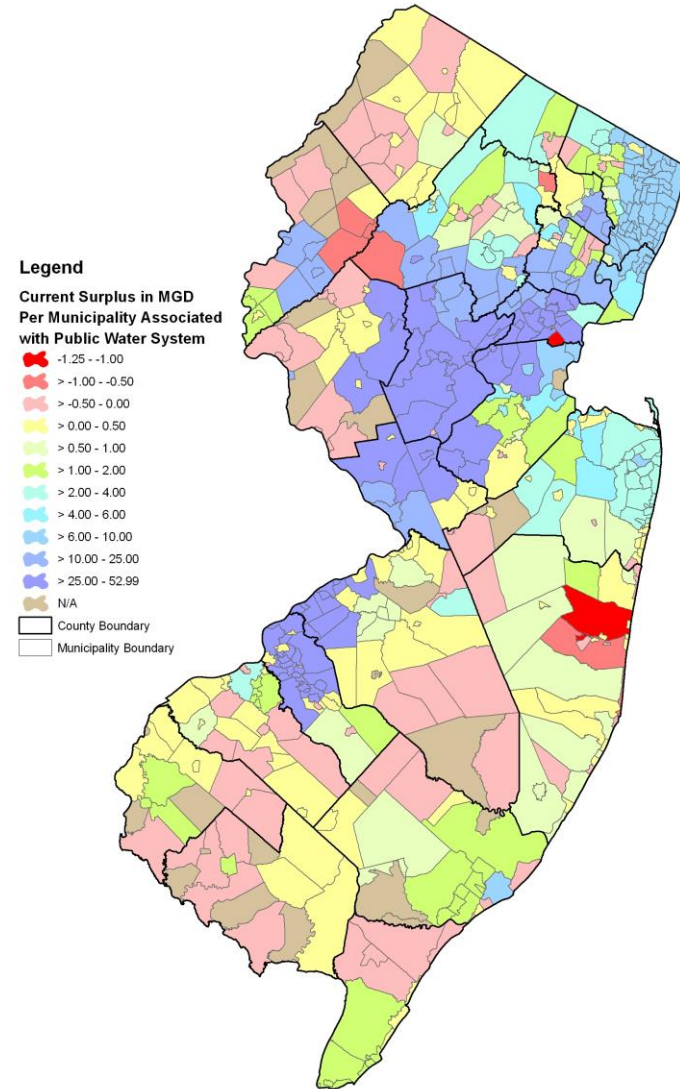 Legend
Current Surplus in MGD
Per Municipality Associated
with Public Water System
-1.25 - -1.00
> -1.00 - -0.50
> -0.50 - 0.00
> 0.00 - 0.50
> 0.50 - 1.00
> 1.00 - 2.00
> 2.00 - 4.00
> 4.00 - 6.00
> 6.00 - 10.00
> 10.00 - 25.00
> 25.00 - 52.99
N/A
County Boundary
Municipality Boundary